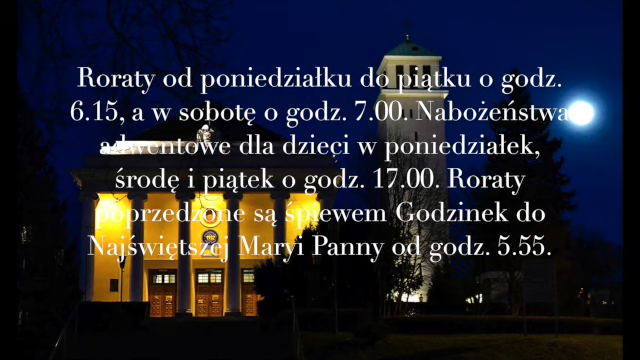 Roraty od poniedziałku do piątku o godz.
6.15, a w sobotę o godz. 7.00. Nabożeństwa
adwentowe dla dzieci w poniedziałek,
środę i piątek o godz. 17.00. Roraty
poprzedzone są śpiewem Godzinek do
Najświętszej Maryi Panny od godz. 5.55.